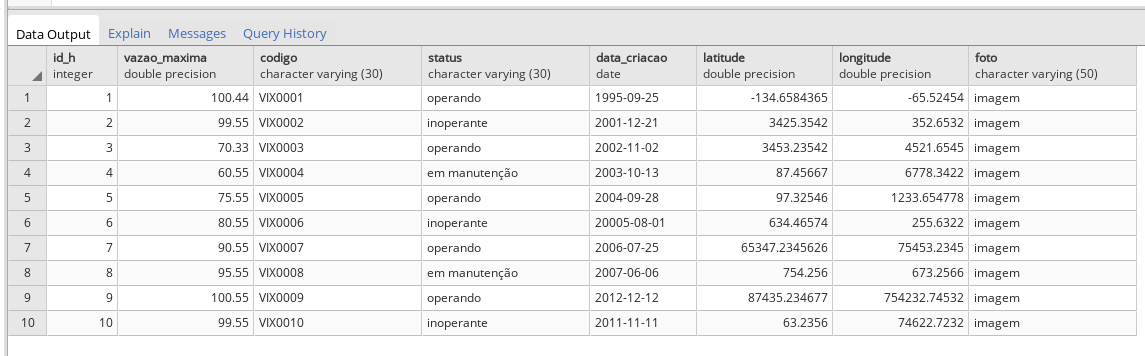 Data Output Explain Messages Query History
id_h vazao_maxima codigo status data_criacao latitude longitude foto
integer double precision character varying (30) character varying (30) date double precision double precision character varying (50)
1 1 100.44 VIX0001 operando 1995-09-25 -134.6584365 -65.52454 imagem
2 2 99.55 VIX0002 inoperante 2001-12-21 3425.3542 352.6532 imagem
3 3 70.33 VIX0003 operando 2002-11-02 3453.23542 4521.6545 imagem
4 4 60.55 VIX0004 em manutenção 2003-10-13 87.45667 6778.3422 imagem
5 5 75.55 VIX0005 operando 2004-09-28 97.32546 1233.654778 imagem
6 6 80.55 VIX0006 inoperante 20005-08-01 634.46574 255.6322 imagem
7 7 90.55 VIX0007 operando 2006-07-25 65347.2345626 75453.2345 imagem
8 8 95.55 VIX0008 em manutenção 2007-06-06 754.256 673.2566 imagem
9 9 100.55 VIX0009 operando 2012-12-12 87435.234677 754232.74532 imagem
10 10 99.55 VIX0010 inoperante 2011-11-11 63.2356 74622.7232 imagem